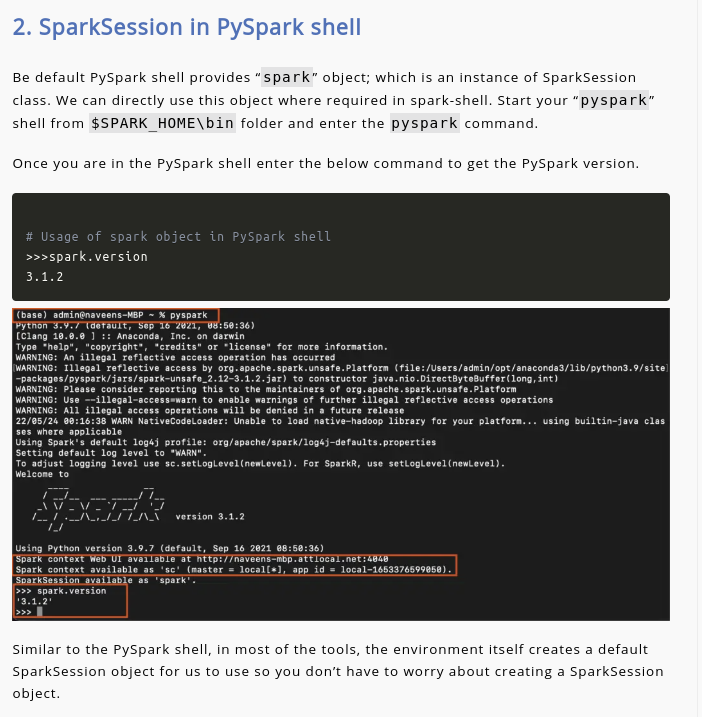 2. SparkSession in PySpark shell
Be default PySpark shell provides “spark” object; which is an instance of SparkSession
class. We can directly use this object where required in spark-shell. Start your “pyspark”
shell from $SPARK_HOME\bin folder and enter the pyspark command.
Once you are in the PySpark shell enter the below command to get the PySpark version.
# Usage of spark object in PySpark shell
>>>spark.version
3.1.2
(base) admin@naveens-MBP ~ % pyspark
Python 3.9.7 (default, Sep 16 2021, 08:50:36)
[Clang 10.0.0 ] :: Anaconda, Inc. on darwin
Type "help", "copyright", "credits" or "license" for more information.
WARNING: An illegal reflective access operation has occurred
WARNING: Illegal reflective access by org.apache.spark.unsafe.Platform (file:/Users/admin/opt/anaconda3/lib/python3.9/site
-packages/pyspark/jars/spark-unsafe_2.12-3.1.2.jar) to constructor java.nio.DirectByteBuffer(long,int)
WARNING: Please consider reporting this to the maintainers of org.apache.spark.unsafe.Platform
WARNING: Use --illegal-access=warn to enable warnings of further illegal reflective access operations
WARNING: All illegal access operations will be denied in a future release
22/05/24 00:16:38 WARN NativeCodeLoader: Unable to load native-hadoop library for your platform... using builtin-java clas
ses where applicable
Using Spark's default log4j profile: org/apache/spark/log4j-defaults.properties
Setting default log level to "WARN".
To adjust logging level use sc.setLogLevel(newLevel). For SparkR, use setLogLevel(newLevel).
Welcome to
version 3.1.2
Using Python version 3.9.7 (default, Sep 16 2021 08:50:36)
Spark context Web UI available at http://naveens-mbp.attlocal.net:4040
Spark context available as 'sc' (master = local[*], app id = local-1653376599050).
SparkSession available as 'spark'.
>>> spark.version
'3.1.2'
>>>
Similar to the PySpark shell, in most of the tools, the environment itself creates a default
SparkSession object for us to use so you don’t have to worry about creating a SparkSession
object.